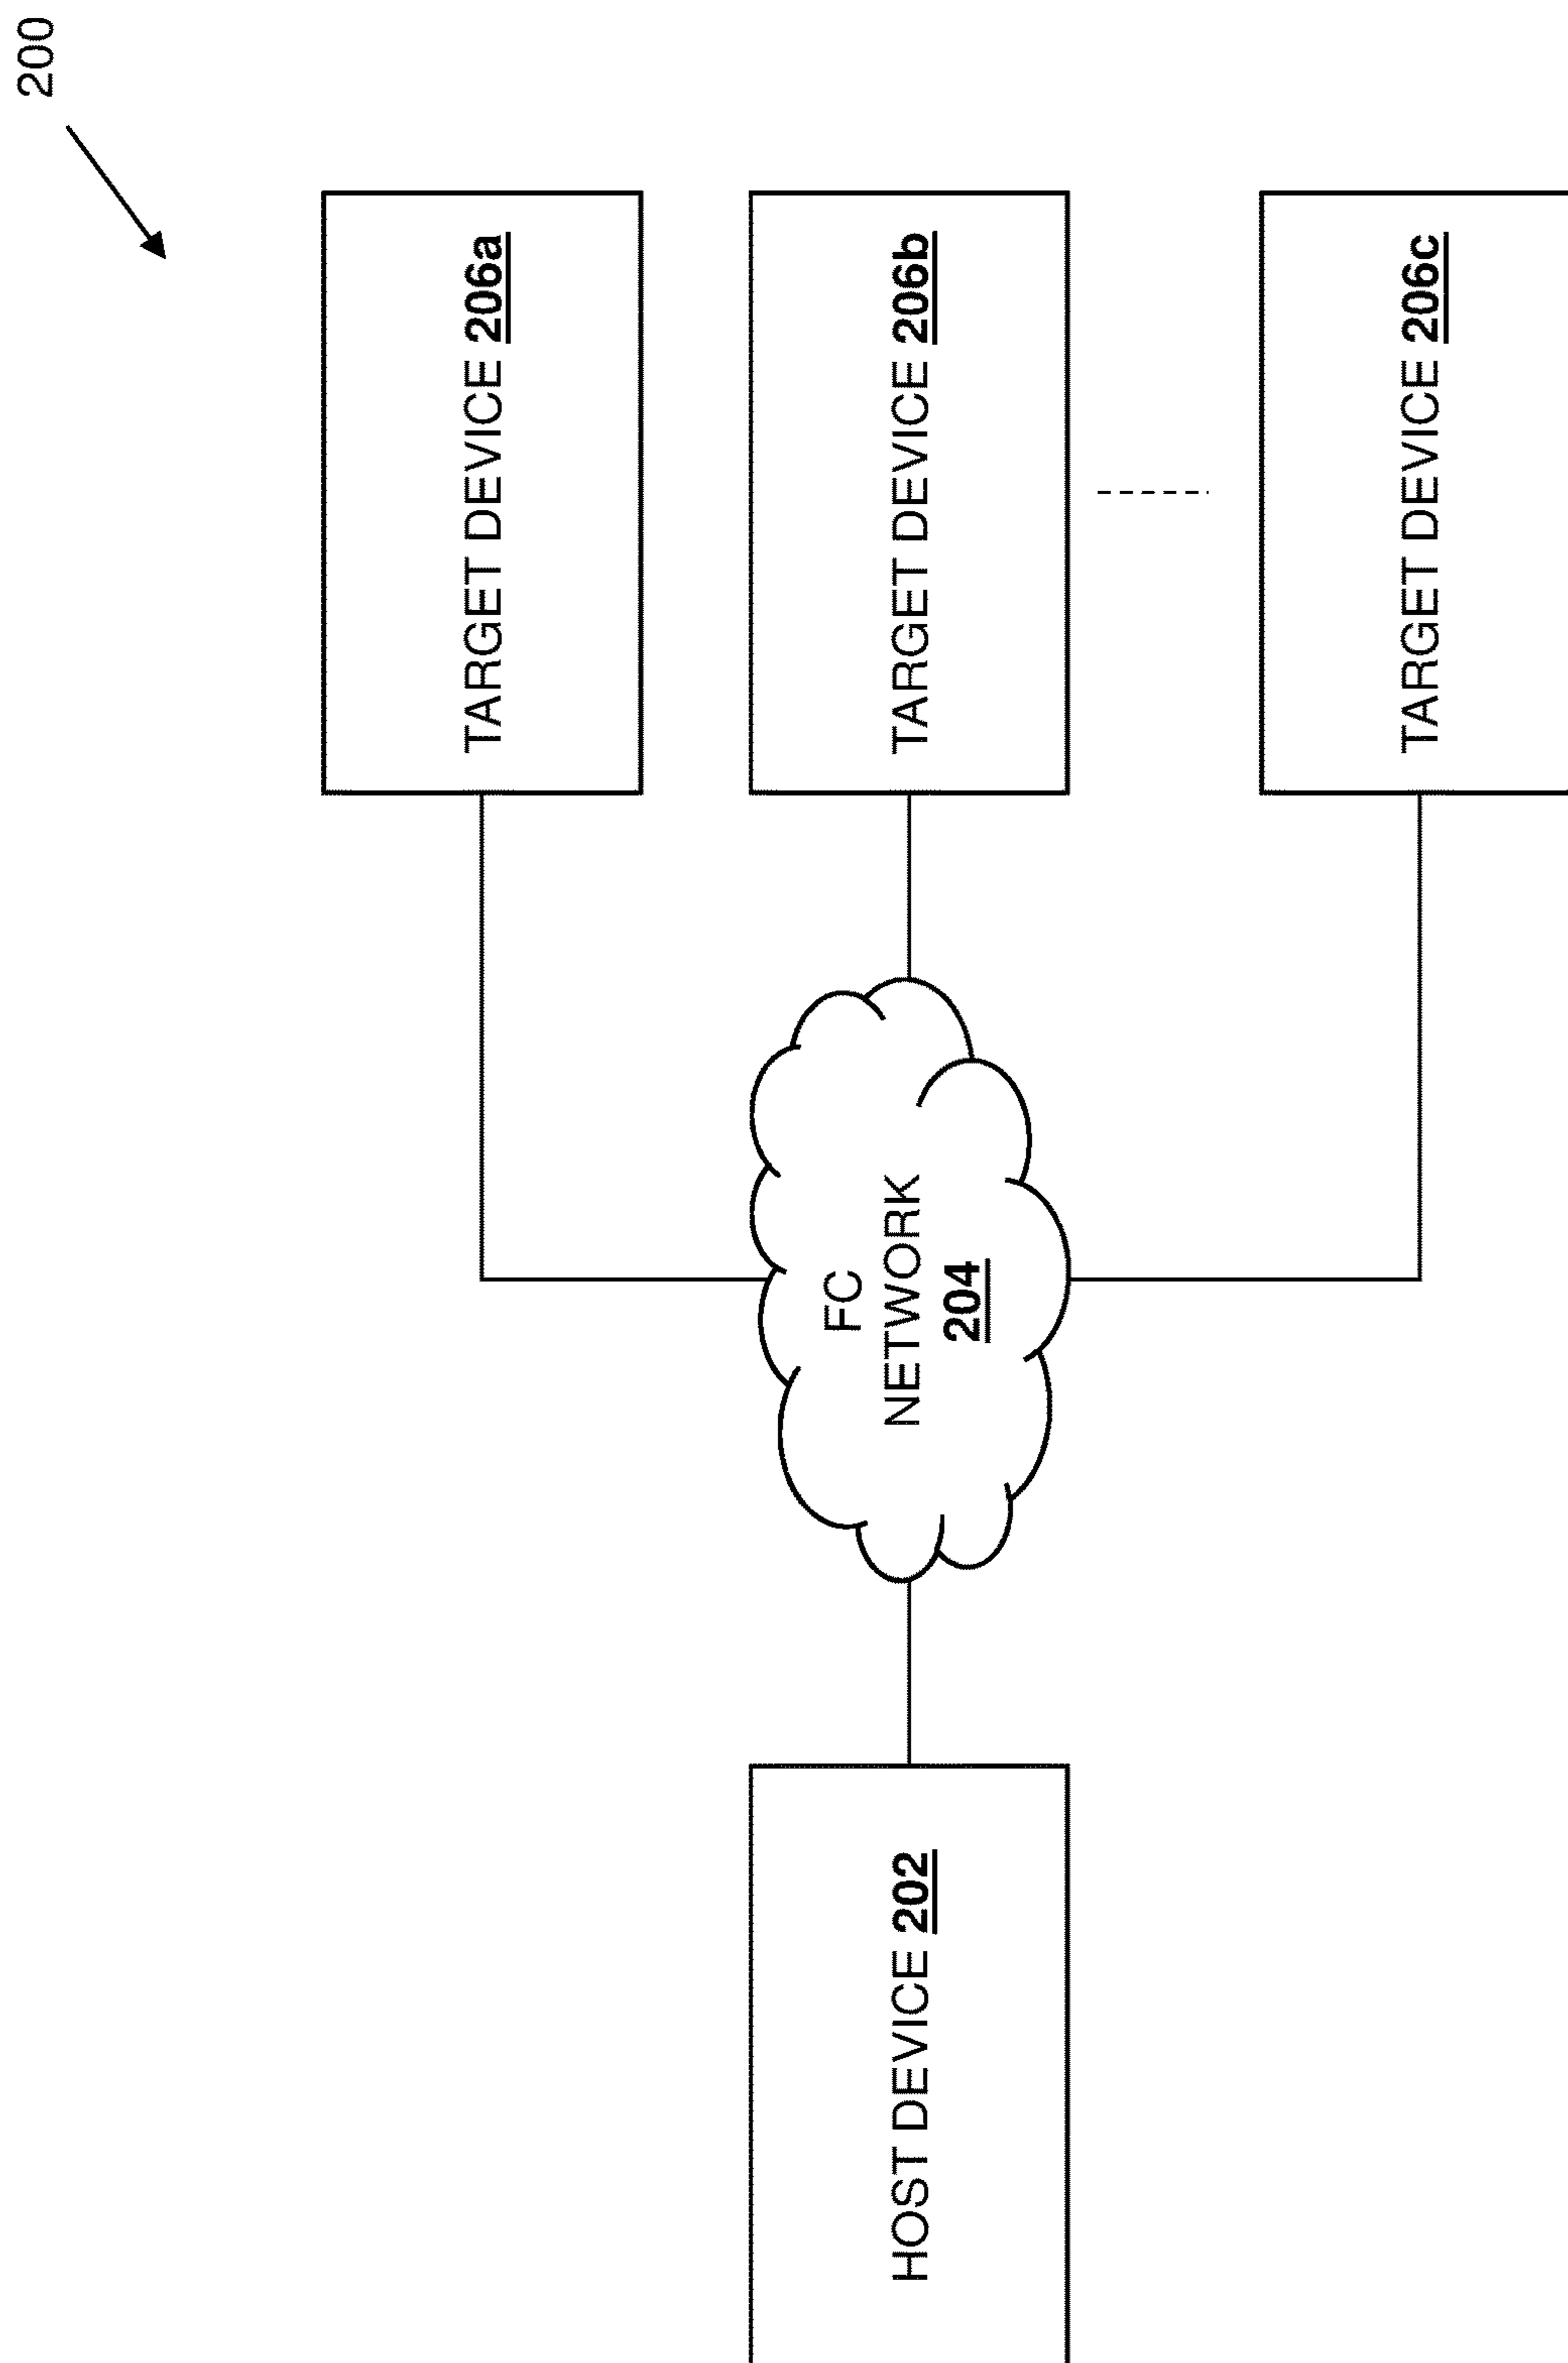 200
TARGET DEVICE 206a
TARGET DEVICE 206b
TARGET DEVICE 206c
FC
NETWORK
204
HOST DEVICE 202